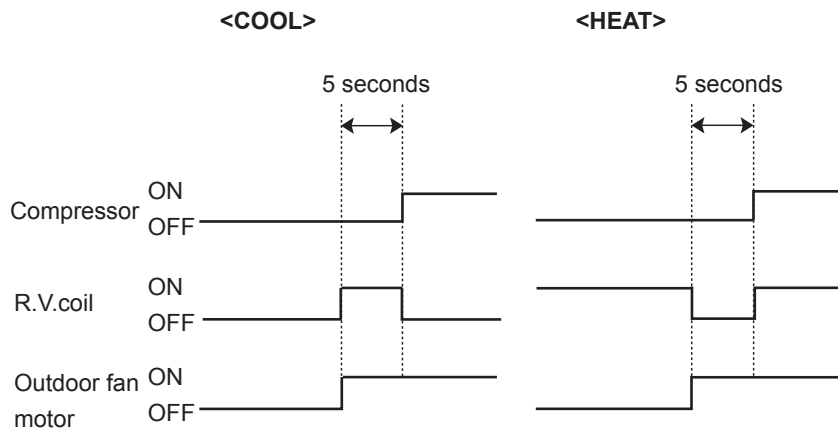 <COOL> <HEAT>
5 seconds 5 seconds
ON
Compressor
OFF
ON
R.V.coil
OFF
Outdoor fan ON
motor OFF